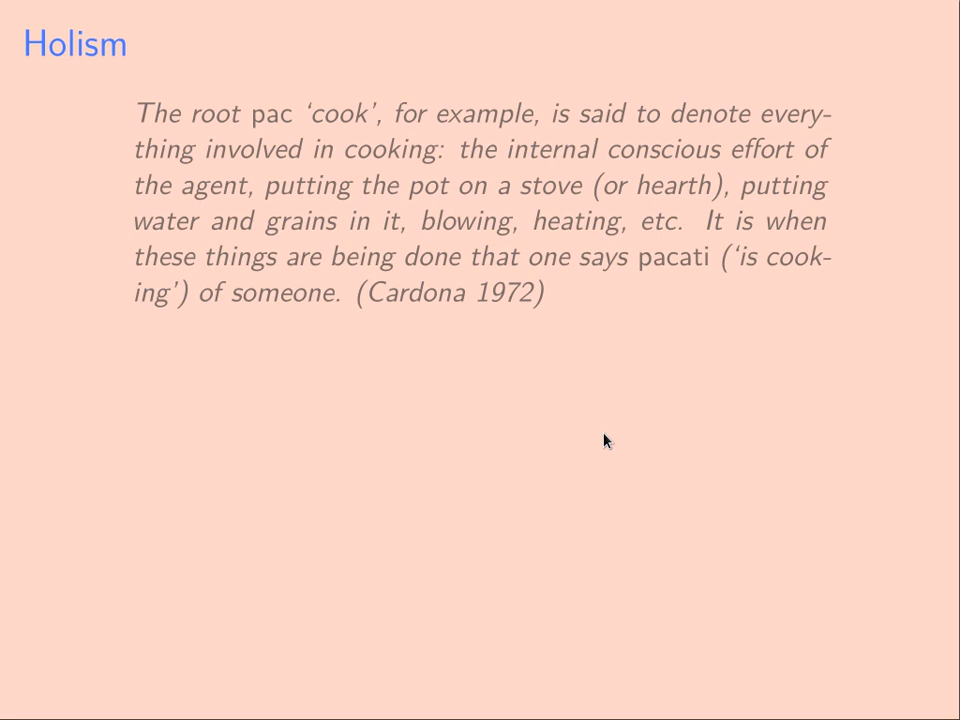 Holism
The root pac ‘cook’, for example, is said to denote every-
thing involved in cooking: the internal conscious effort of
the agent, putting the pot on a stove (or hearth), putting
water and grains in it, blowing, heating, etc. It is when
these things are being done that one says pacati (‘is cook-
ing’) of someone. (Cardona 1972)